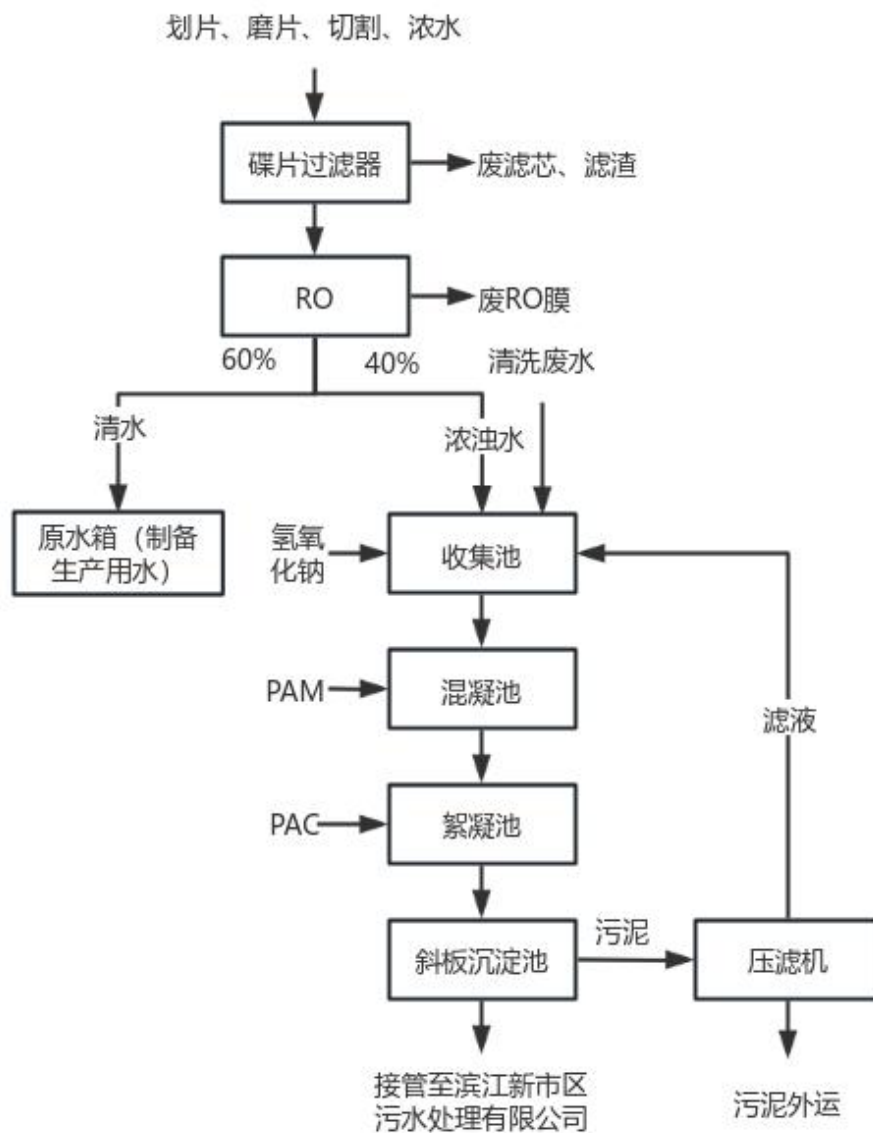 划片、磨片、切割、浓水
碟片过滤器
废滤芯、滤渣
RO
废RO膜
60%
40%
清洗废水
清水
浓浊水
原水箱（制备
生产用水）
氢氧
化钠
收集池
PAM
混凝池
滤液
PAC
絮凝池
斜板沉淀池
污泥
压滤机
接管至滨江新市区
污水处理有限公司
污泥外运